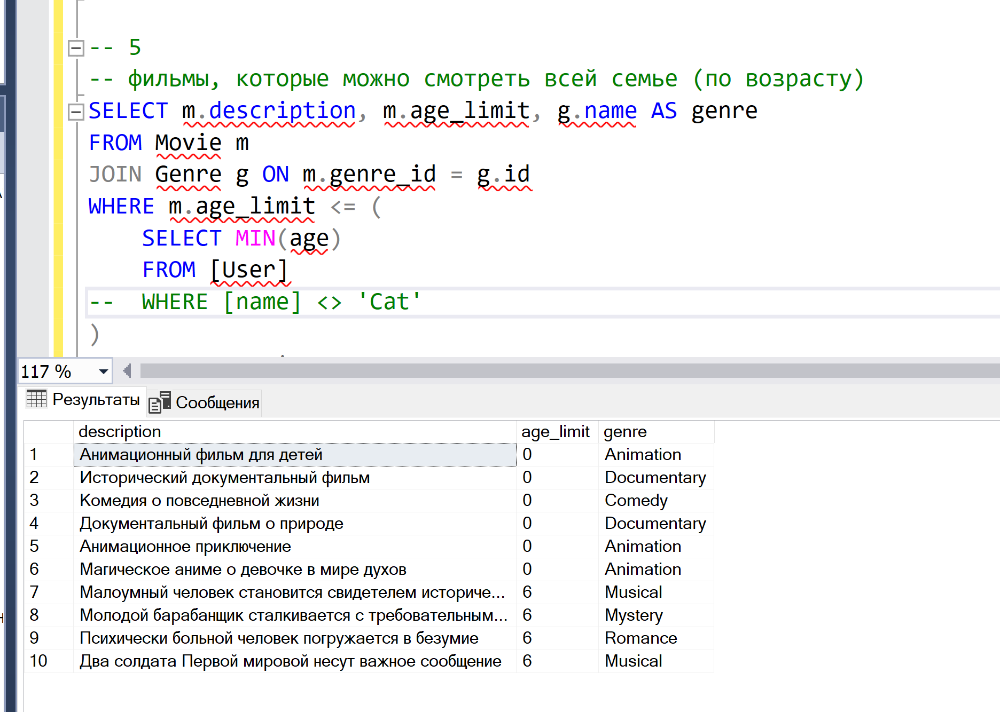 -- 5
-- фильмы, которые можно смотреть всей семье (по возрасту)
SELECT m.description, m.age_limit, g.name AS genre
FROM Movie m
JOIN Genre g ON m.genre_id = g.id
WHERE m.age_limit <= (
SELECT MIN(age)
FROM [User]
-- WHERE [name] <> 'Cat'
)
117 %
Результаты Сообщения
description age_limit genre
1 Анимационный фильм для детей 0 Animation
2 Исторический документальный фильм 0 Documentary
3 Комедия о повседневной жизни 0 Comedy
4 Документальный фильм о природе 0 Documentary
5 Анимационное приключение 0 Animation
6 Магическое аниме о девочке в мире духов 0 Animation
7 Малоумный человек становится свидетелем историче... 6 Musical
8 Молодой барабанщик сталкивается с требовательным... 6 Mystery
9 Психически больной человек погружается в безумие 6 Romance
10 Два солдата Первой мировой несут важное сообщение 6 Musical